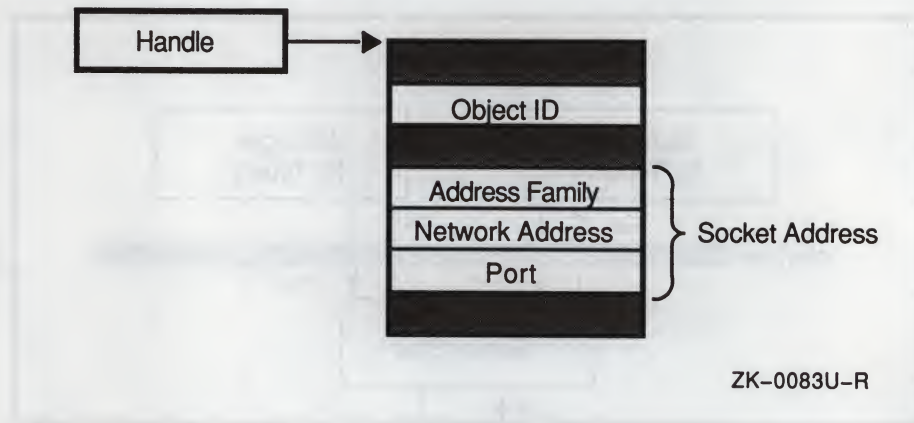 Handle
Object ID
Address Family
Network Address
Port
Socket Address
ZK–0083U–R